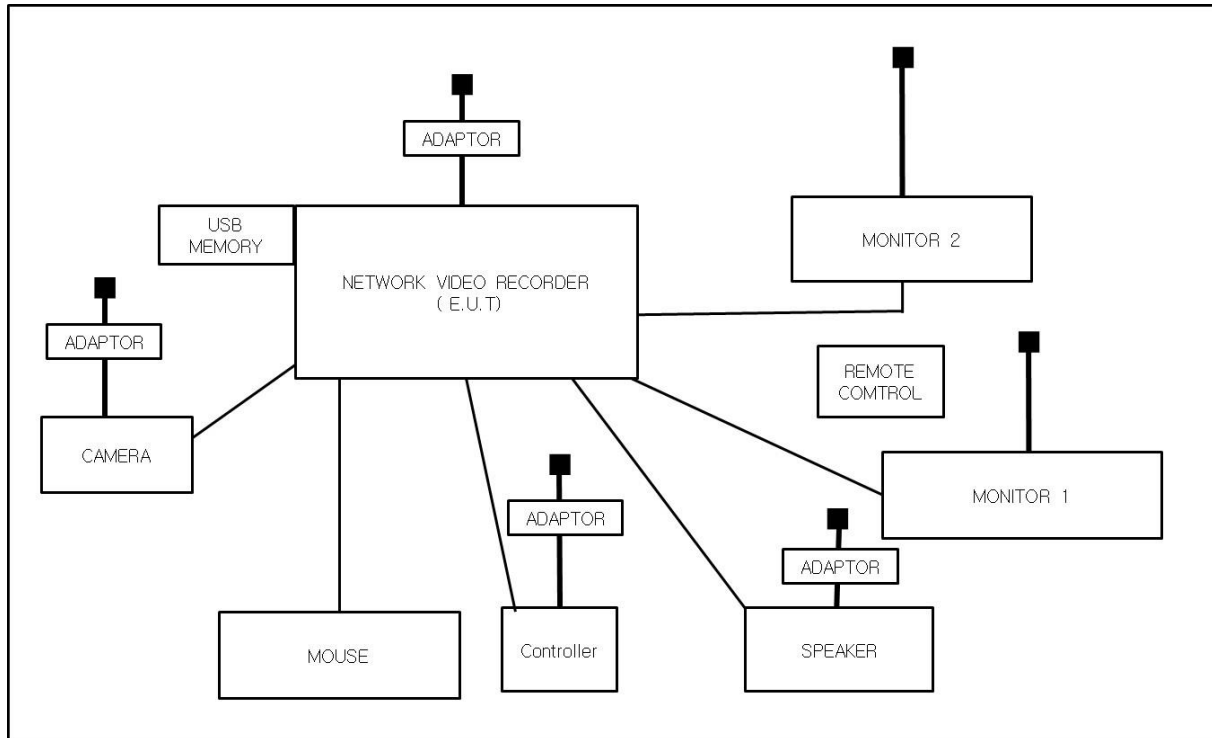 ADAPTOR
USB
MEMORY
NETWORK VIDEO RECORDER
( E.U.T)
MONITOR 2
ADAPTOR
REMOTE
COMTROL
CAMERA
MONITOR 1
ADAPTOR
ADAPTOR
MOUSE
Controller
SPEAKER